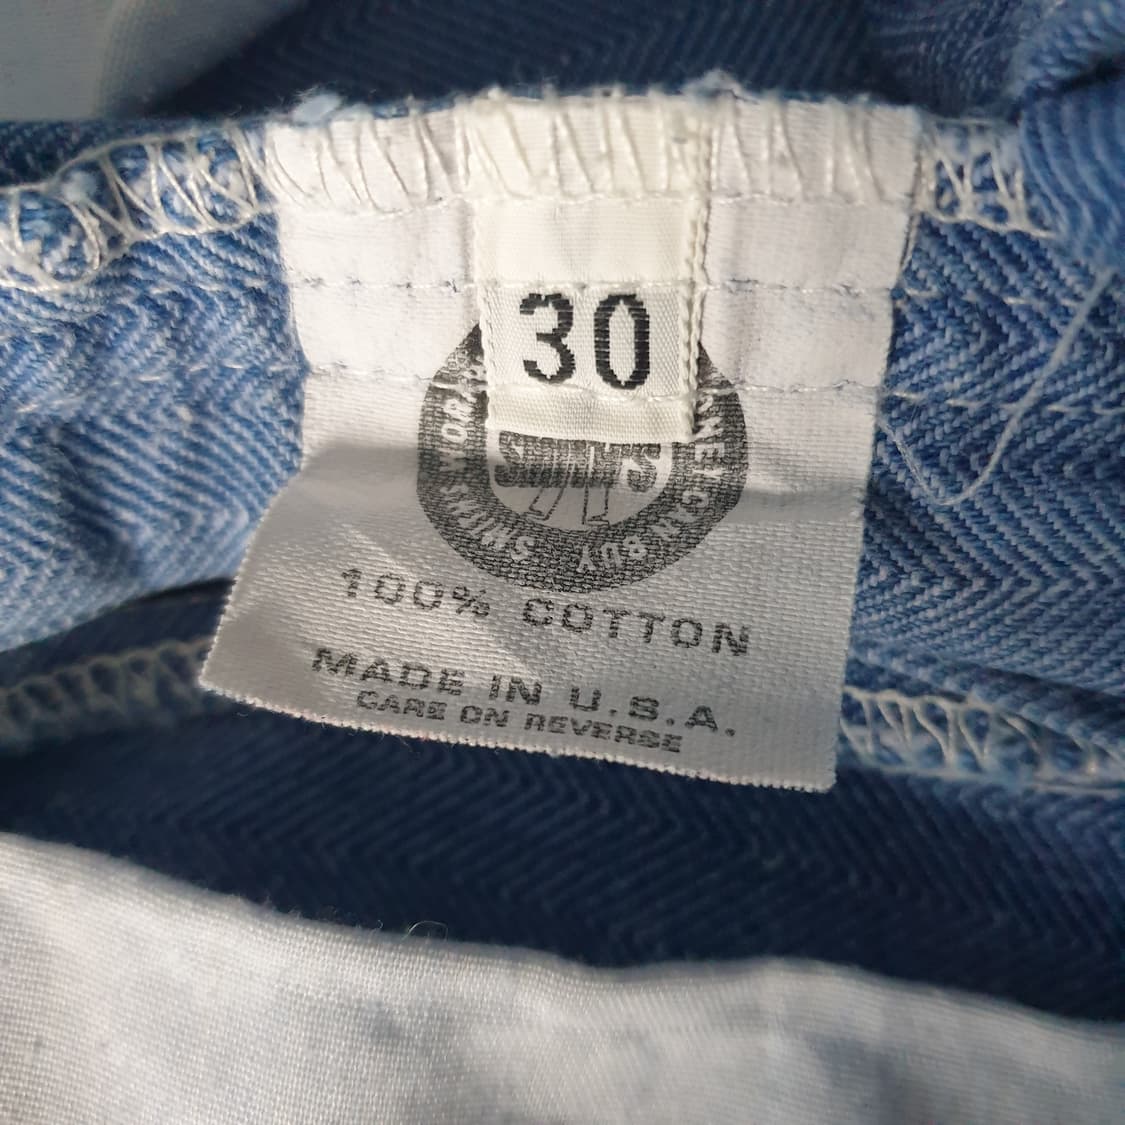 30
SMITH'S
100% COTTON
MADE IN U.S.A.
CARE ON REVERSE